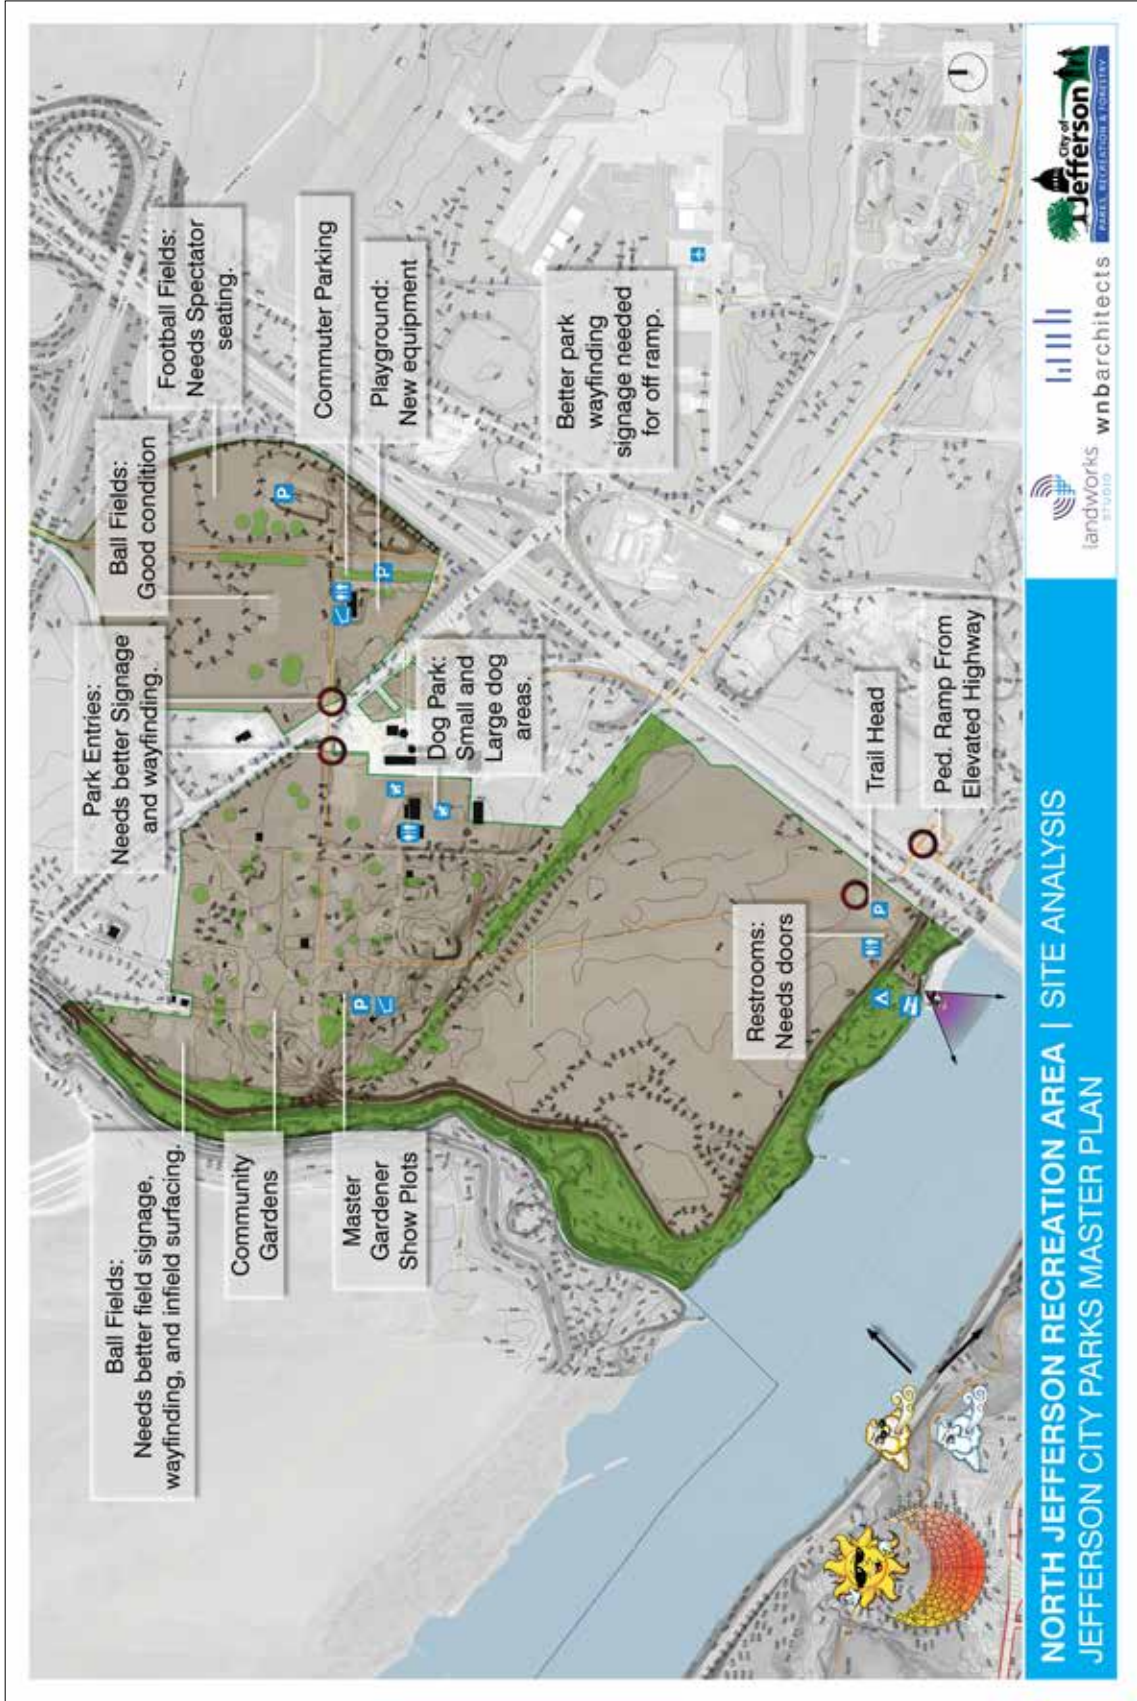 Ball Fields:
Needs better field signage,
wayfinding, and infield surfacing.
Community
Gardens
Master
Gardener
Show Plots
Park Entries:
Needs better Signage
and wayfinding.
Ball Fields:
Good condition
Football Fields:
Needs Spectator
seating.
Commuter Parking
Playground:
New equipment
Dog Park:
Small and
Large dog
areas.
Better park
wayfinding
signage needed
for off ramp.
Restrooms:
Needs doors
Trail Head
Ped. Ramp From
Elevated Highway
P
P
P
P
NORTH JEFFERSON RECREATION AREA | SITE ANALYSIS
JEFFERSON CITY PARKS MASTER PLAN
landworks
STUDIO
wnbarchitects
City of
Jefferson
PARKS, RECREATION & FORESTRY